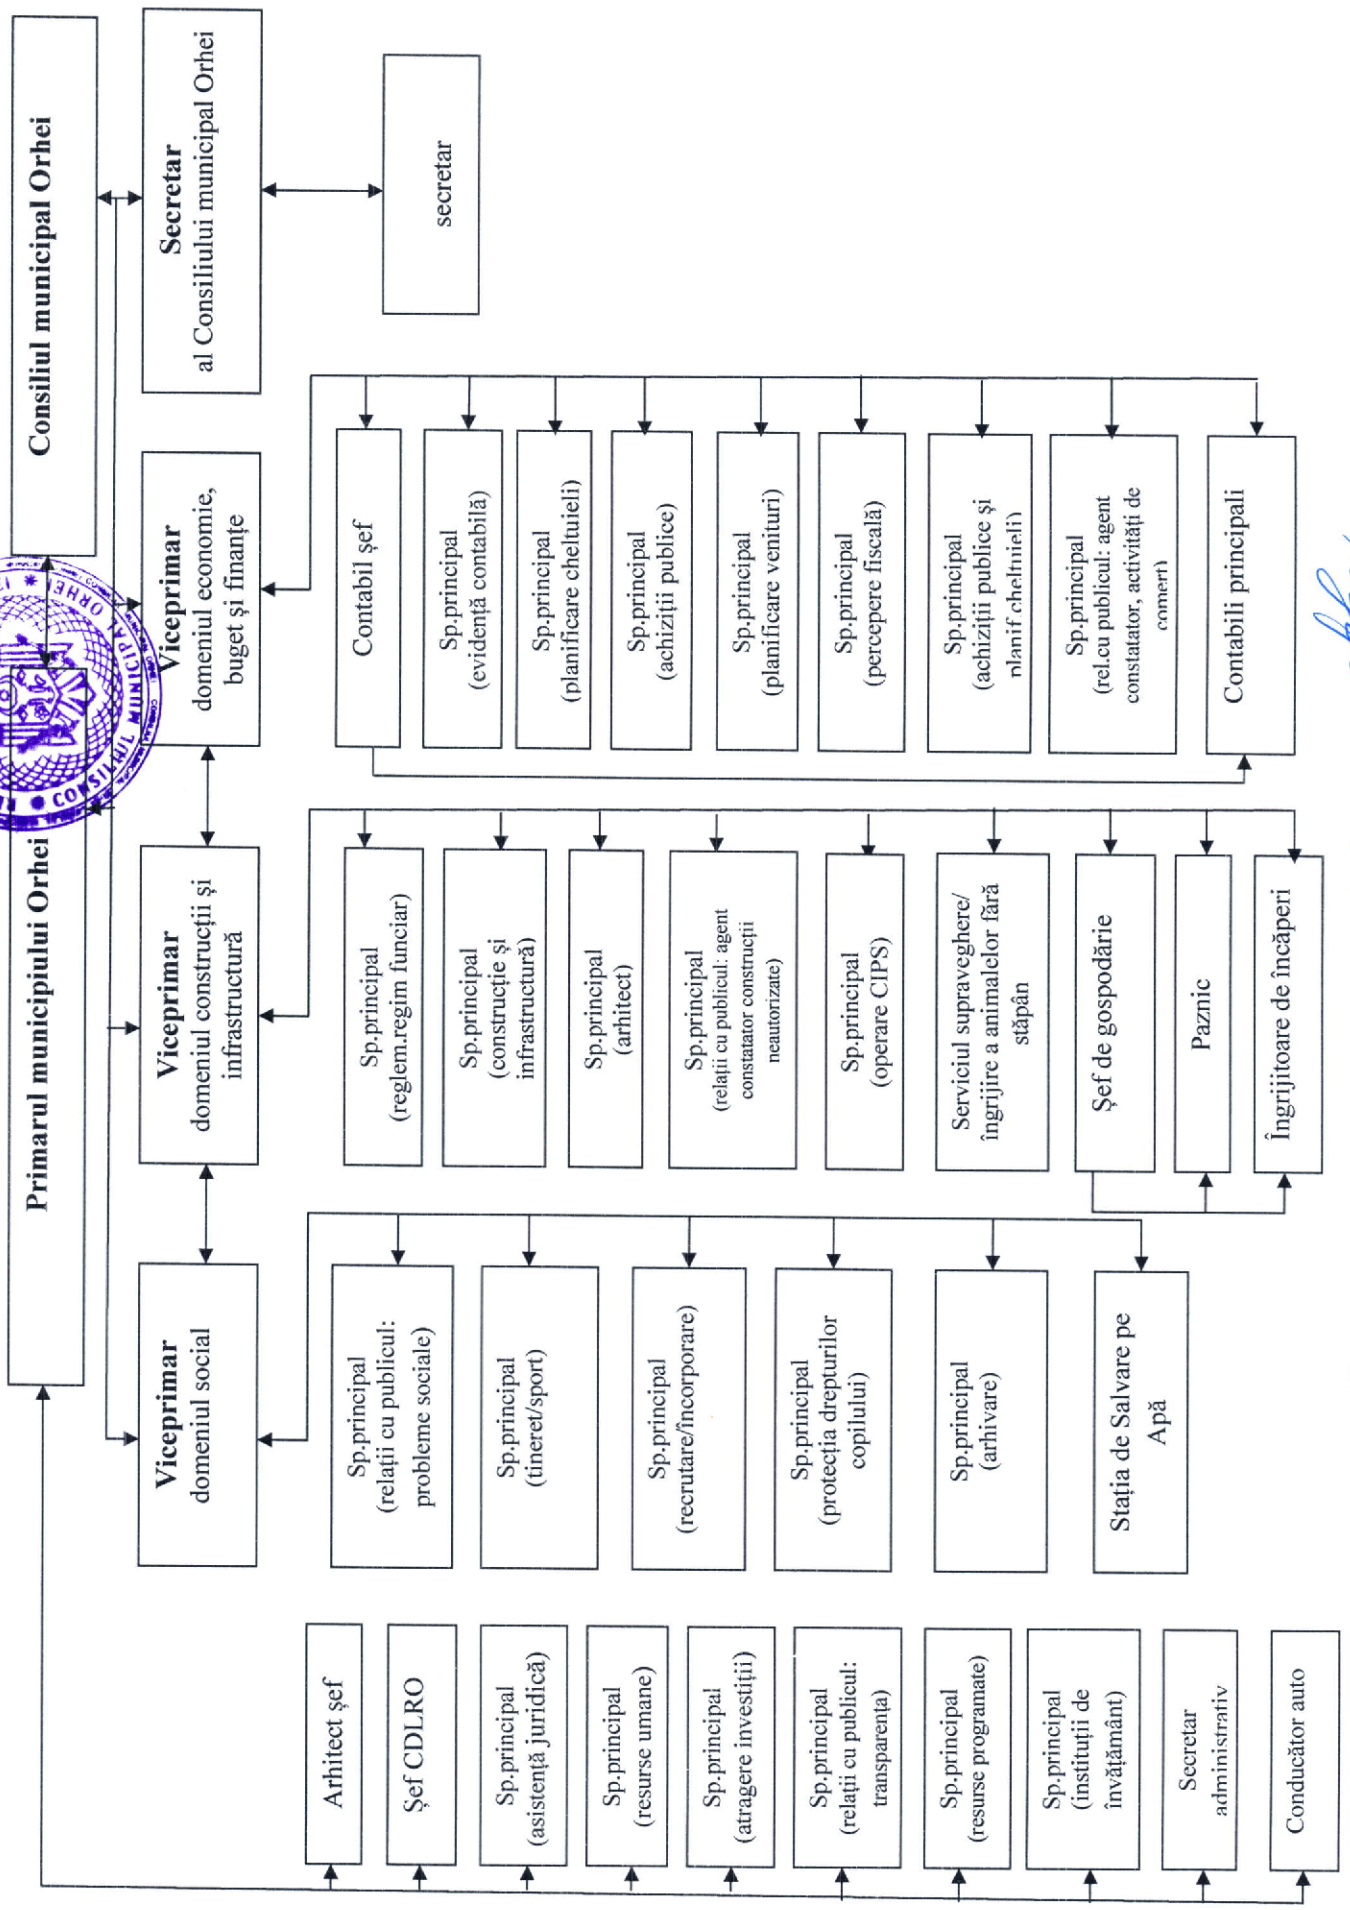 Primarul municipiului Orhei
Consiliul municipal Orhei
Viceprimar
domeniul social
Viceprimar
domeniul construcții și
infrastructură
Viceprimar
domeniul economie,
buget și finanțe
Secretar
al Consiliului municipal Orhei
secretar
Arhitect șef
Șef CDLRO
Sp.principal
(asistență juridică)
Sp.principal
(resurse umane)
Sp.principal
(atragere investiții)
Sp.principal
(relații cu publicul:
transparența)
Sp.principal
(resurse programate)
Sp.principal
(instituții de
învățământ)
Secretar
administrativ
Conducător auto
Sp.principal
(relații cu publicul:
probleme sociale)
Sp.principal
(tineret/sport)
Sp.principal
(recrutare/încorporare)
Sp.principal
(protecția drepturilor
copilului)
Sp.principal
(arhivare)
Stația de Salvare pe
Apă
Sp.principal
(reglem.regim funciar)
Sp.principal
(construcție și
infrastructură)
Sp.principal
(arhitect)
Sp.principal
(relații cu publicul: agent
constatator construcții
neautorizate)
Sp.principal
(operare CIPS)
Serviciul supraveghere/
îngrijire a animalelor fără
stăpân
Șef de gospodărie
Paznic
Îngrijitoare de încăperi
Contabil șef
Sp.principal
(evidență contabilă)
Sp.principal
(planificare cheltuieli)
Sp.principal
(achiziții publice)
Sp.principal
(planificare venituri)
Sp.principal
(percepere fiscală)
Sp.principal
(achiziții publice și
planif cheltuieli)
Sp.principal
(rel.cu publicul: agent
constatator, activități de
comerț)
Contabili principali
CONSILIUL MUNICIPAL ORHEI